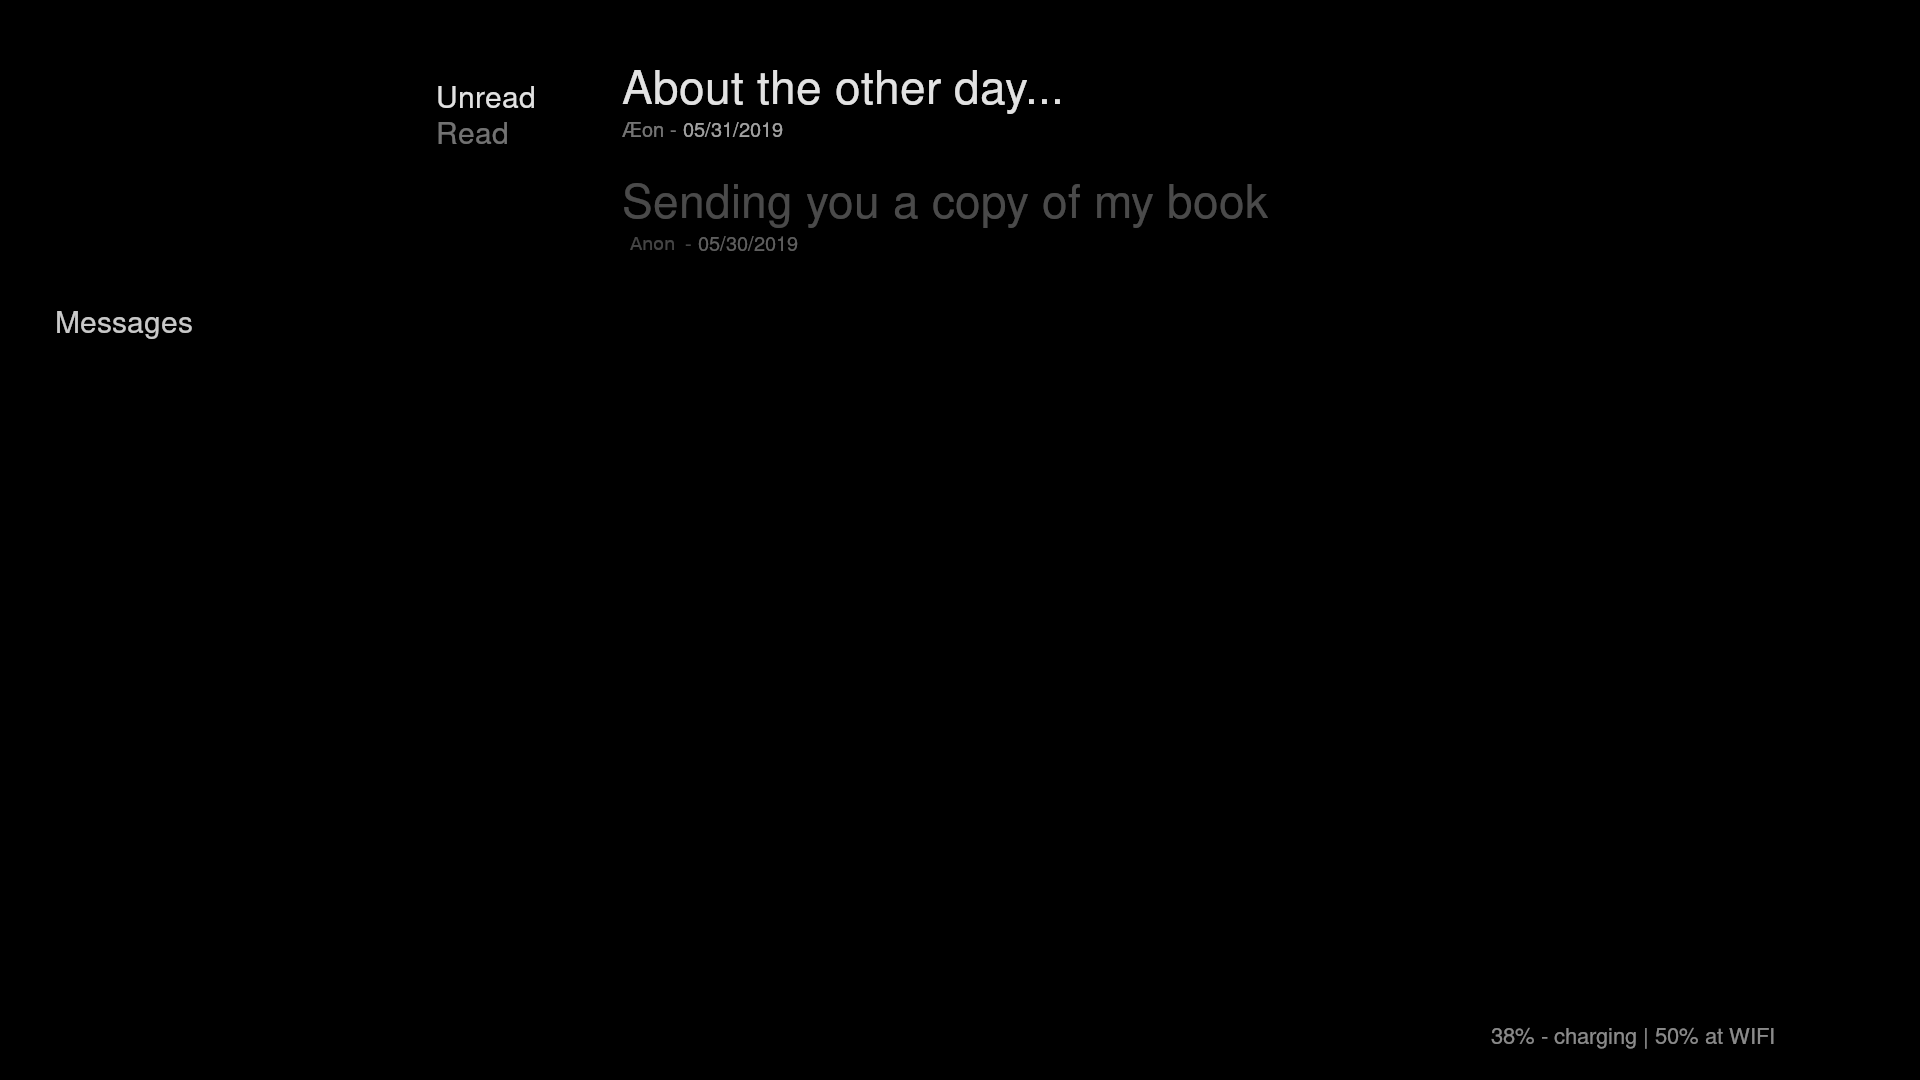 Unread
Read
About the other day...
Æon - 05/31/2019
Sending you a copy of my book
Anon - 05/30/2019
Messages
38% - charging | 50% at WIFI